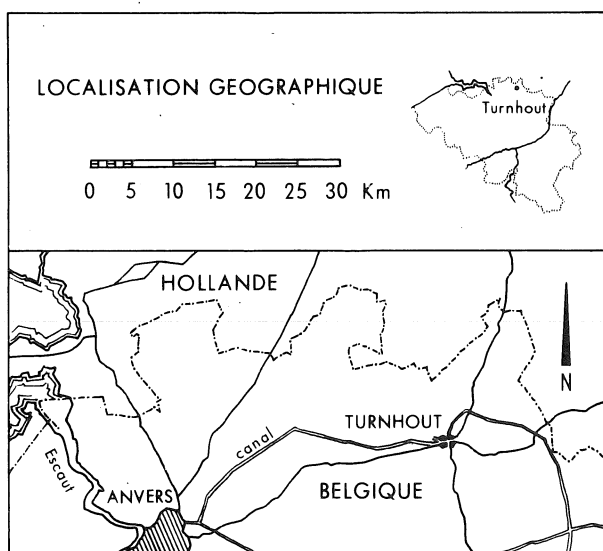 LOCALISATION GEOGRAPHIQUE
Turnhout
0 5 10 15 20 25 30 Km
HOLLANDE
N
TURNHOUT
canal
Escaut
ANVERS
BELGIQUE